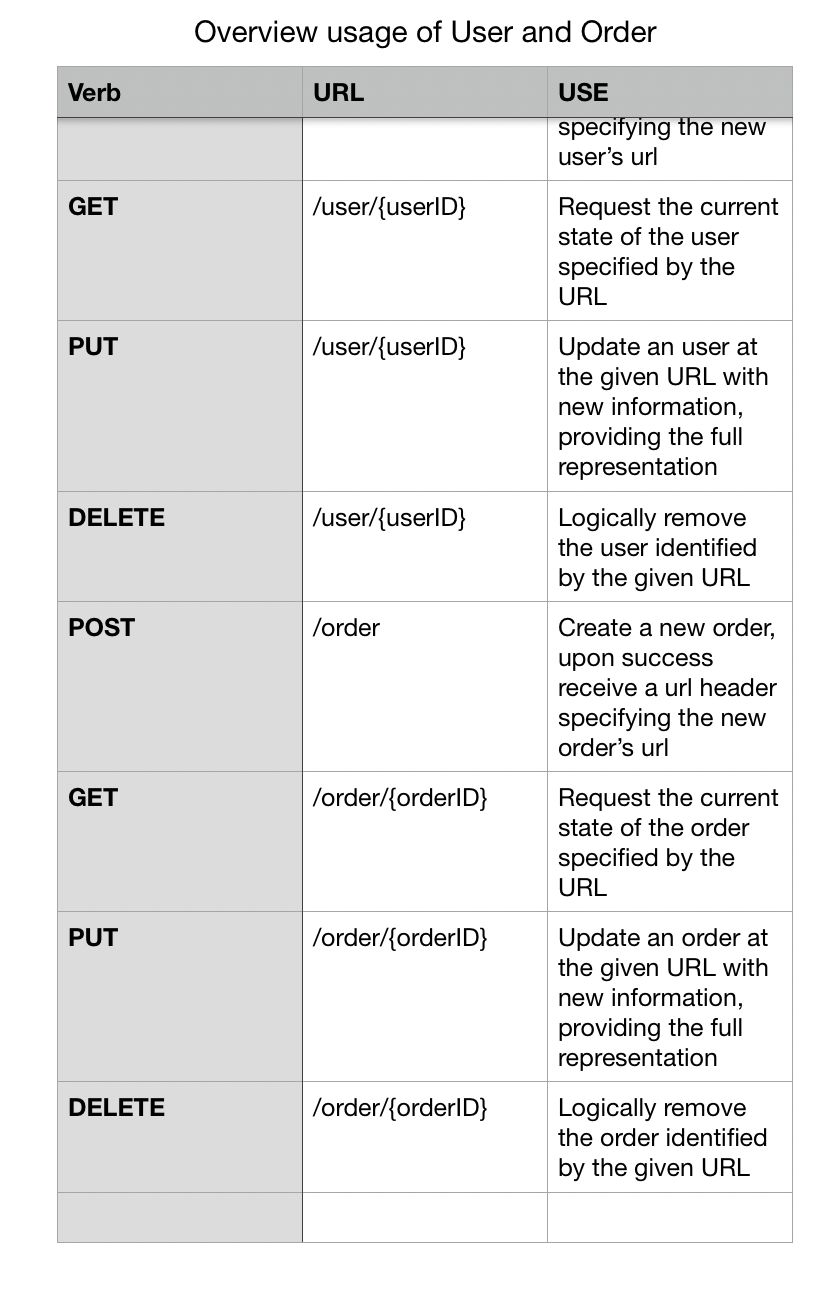 Overview usage of User and Order
Verb URL USE
specifying the new
user’s url
GET /user/{userID} Request the current
state of the user
specified by the
URL
PUT /user/{userID} Update an user at
the given URL with
new information,
providing the full
representation
DELETE /user/{userID} Logically remove
the user identified
by the given URL
POST /order Create a new order,
upon success
receive a url header
specifying the new
order’s url
GET /order/{orderID} Request the current
state of the order
specified by the
URL
PUT /order/{orderID} Update an order at
the given URL with
new information,
providing the full
representation
DELETE /order/{orderID} Logically remove
the order identified
by the given URL